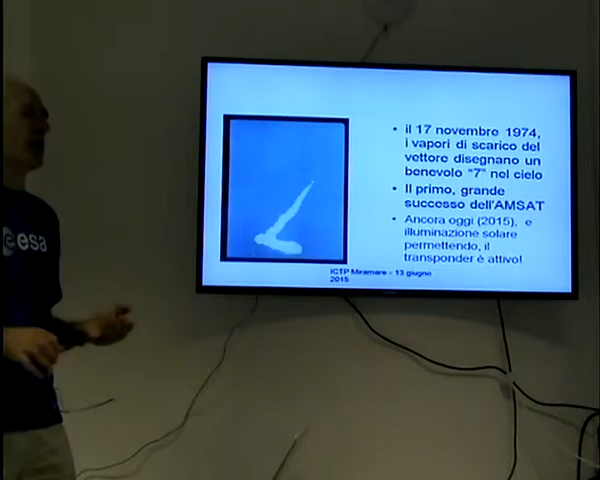 esa
• il 17 novembre 1974,
i vapori di scarico del
vettore disegnano un
benevolo "7" nel cielo
• Il primo, grande
successo dell'AMSAT
• Ancora oggi (2015), e
illuminazione solare
permettendo, il
transponder è attivo!
ICTP Miramare - 13 giugno
2015